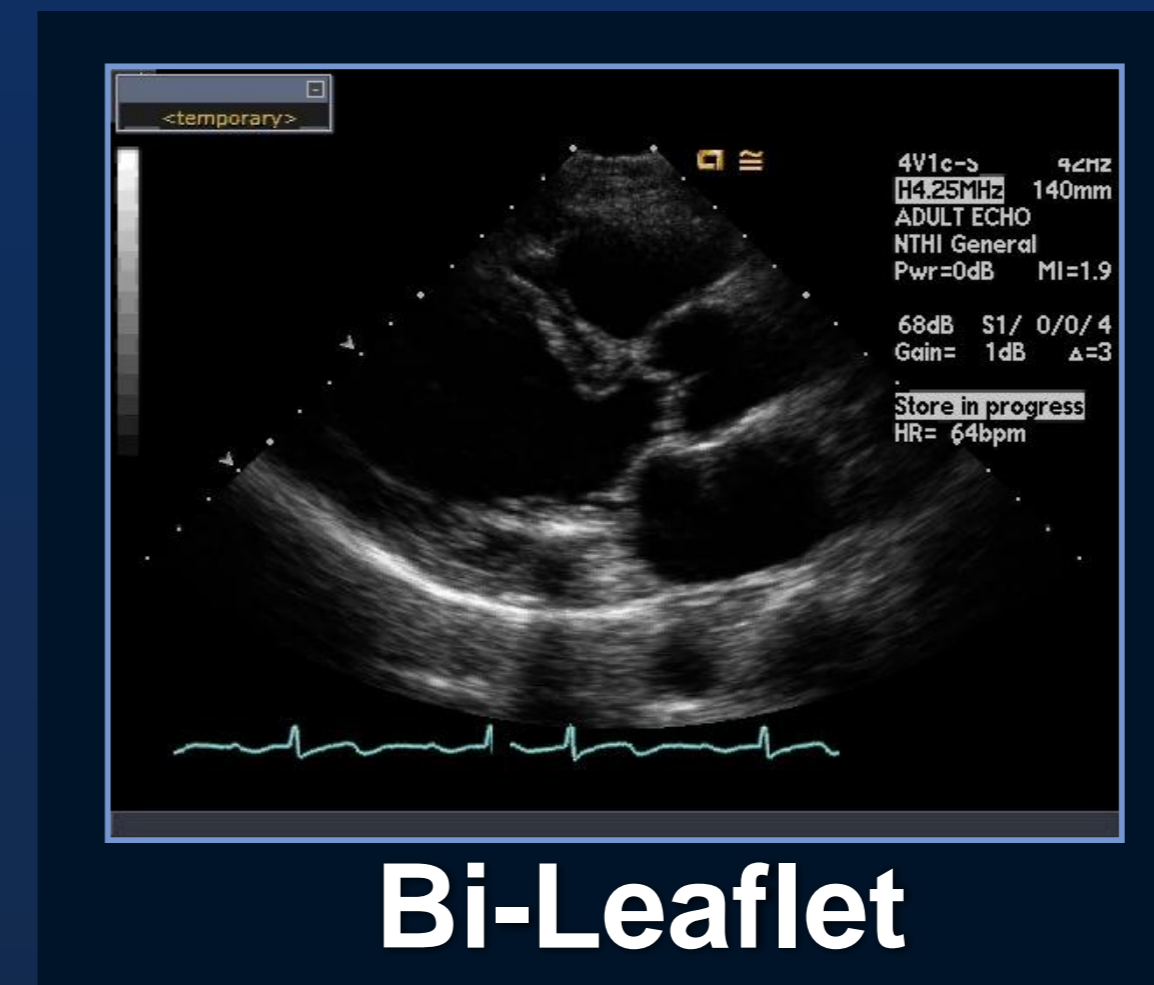 <temporary>
H4.25MHz 140mm
ADULT ECHO
NTHI General
Pwr=0dB MI=1.9
68dB S1/ 0/0/4
Gain= 1dB Δ=3
Store in progress
HR= 64bpm
Bi-Leaflet